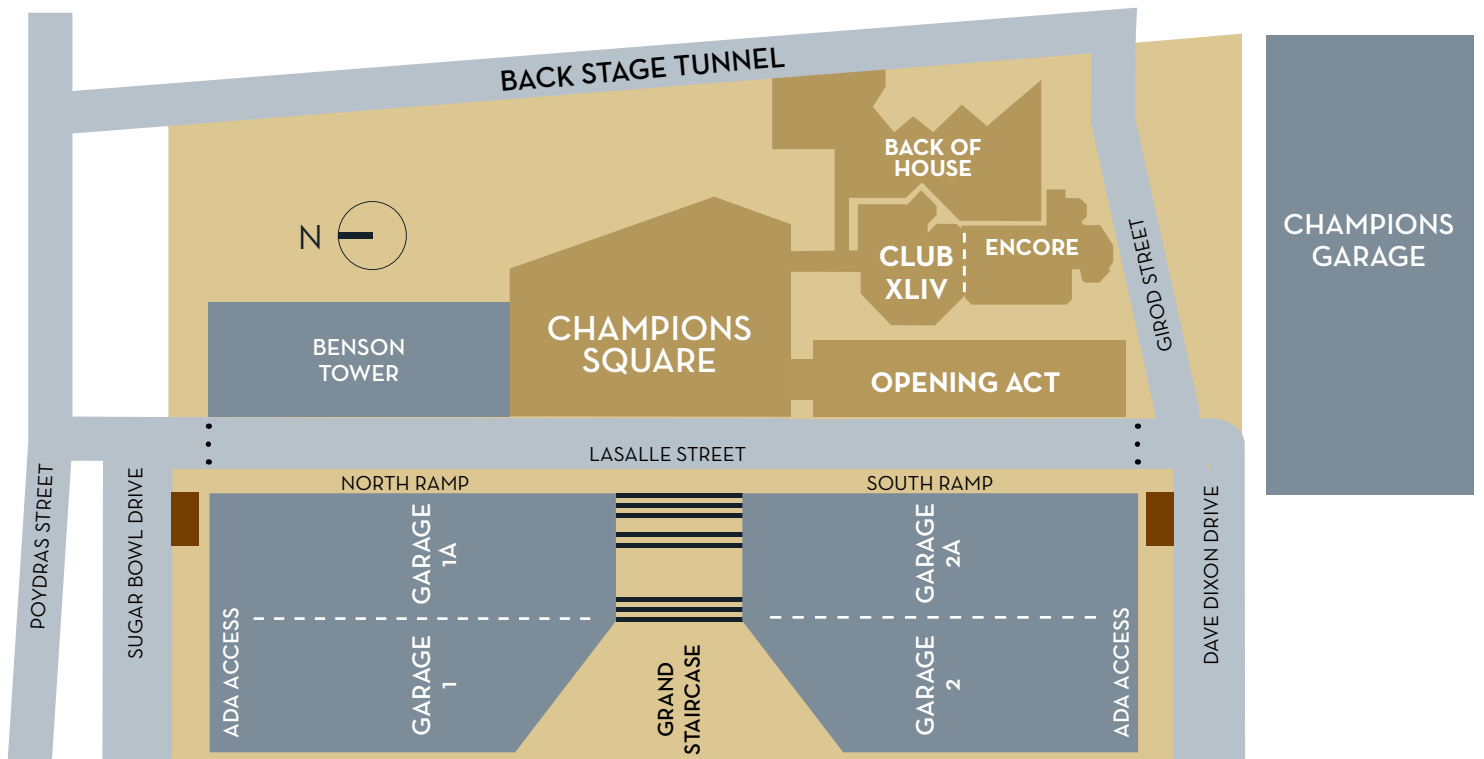 BACK STAGE TUNNEL
BACK OF
HOUSE
CHAMPIONS
GARAGE
N
CLUB
XLIV
ENCORE
GIROD STREET
CHAMPIONS
SQUARE
BENSON
TOWER
OPENING ACT
LASALLE STREET
NORTH RAMP
SOUTH RAMP
POYDRAS STREET
SUGAR BOWL DRIVE
GARAGE
1A
GARAGE
2A
DAVE DIXON DRIVE
ADA ACCESS
GARAGE
1
GRAND
STAIRCASE
GARAGE
2
ADA ACCESS